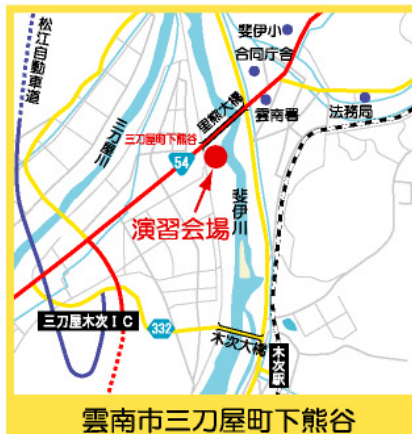 松江自動車道
斐伊小
合同庁舎
三刀屋川
里熊大橋
雲南署
法務局
三刀屋町下熊谷
54
演習会場
斐伊川
三刀屋木次IC
332
木次大橋
木次駅
雲南市三刀屋町下熊谷